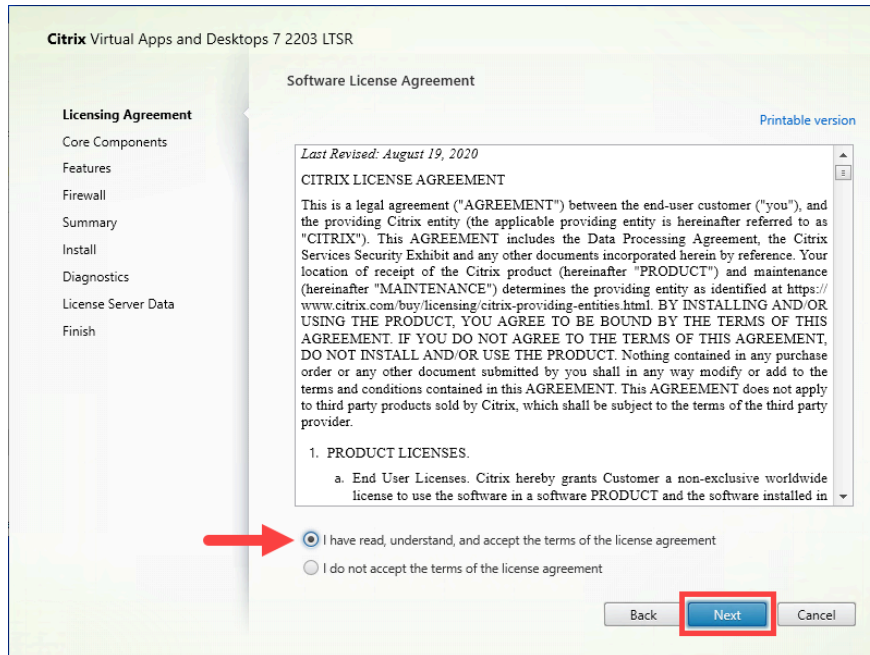 Citrix Virtual Apps and Desktops 7 2203 LTSR
Licensing Agreement
Core Components
Features
Firewall
Summary
Install
Diagnostics
License Server Data
Finish
Software License Agreement
Printable version
Last Revised: August 19, 2020
CITRIX LICENSE AGREEMENT
This is a legal agreement ("AGREEMENT") between the end-user customer ("you"), and
the providing Citrix entity (the applicable providing entity is hereinafter referred to as
"CITRIX"). This AGREEMENT includes the Data Processing Agreement, the Citrix
Services Security Exhibit and any other documents incorporated herein by reference. Your
location of receipt of the Citrix product (hereinafter "PRODUCT") and maintenance
(hereinafter "MAINTENANCE") determines the providing entity as identified at https://
www.citrix.com/buy/licensing/citrix-providing-entities.html. BY INSTALLING AND/OR
USING THE PRODUCT, YOU AGREE TO BE BOUND BY THE TERMS OF THIS
AGREEMENT. IF YOU DO NOT AGREE TO THE TERMS OF THIS AGREEMENT,
DO NOT INSTALL AND/OR USE THE PRODUCT. Nothing contained in any purchase
order or any other document submitted by you shall in any way modify or add to the
terms and conditions contained in this AGREEMENT. This AGREEMENT does not apply
to third party products sold by Citrix, which shall be subject to the terms of the third party
provider.
1. PRODUCT LICENSES.
a. End User Licenses. Citrix hereby grants Customer a non-exclusive worldwide
license to use the software in a software PRODUCT and the software installed in
I have read, understand, and accept the terms of the license agreement
I do not accept the terms of the license agreement
Back
Next
Cancel